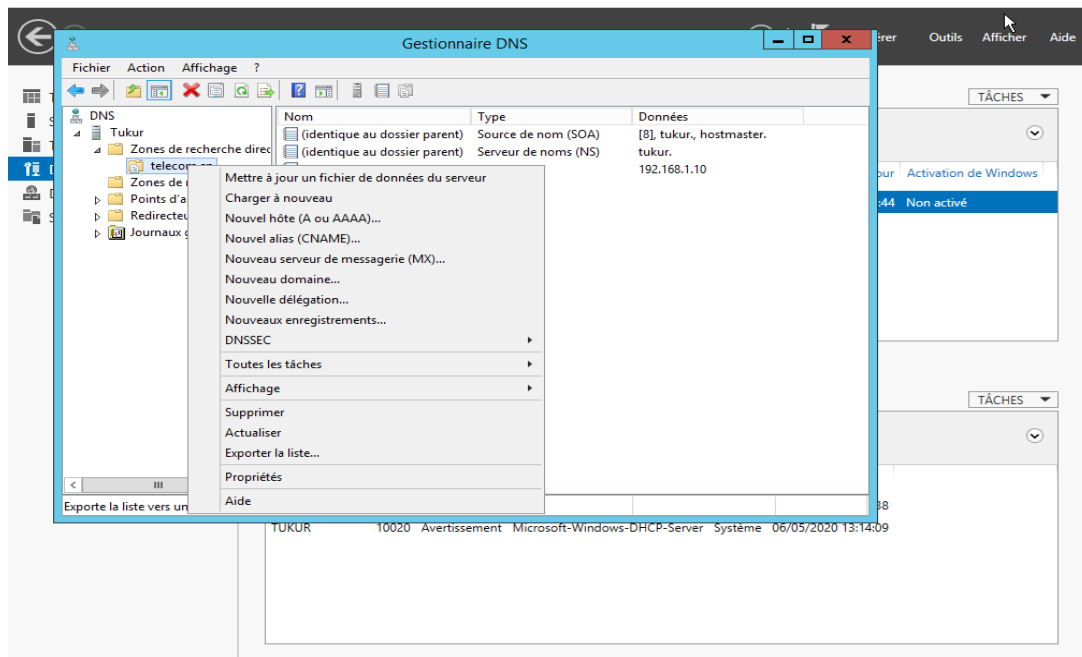 Gestionnaire DNS
Outils Afficher Aide
Fichier Action Affichage ?
TÂCHES
DNS
Nom Type Données
Tukur
(identique au dossier parent) Source de nom (SOA) [8], tukur., hostmaster.
Zones de recherche direc
(identique au dossier parent) Serveur de noms (NS) tukur.
192.168.1.10
Activation de Windows
:44 Non activé
Zones de
Points d'a
Redirecteu
Journaux
Mettre à jour un fichier de données du serveur
Charger à nouveau
Nouvel hôte (A ou AAAA)...
Nouvel alias (CNAME)...
Nouveau serveur de messagerie (MX)...
Nouveau domaine...
Nouvelle délégation...
Nouveaux enregistrements...
DNSSEC
Toutes les tâches
Affichage
Supprimer
Actualiser
Exporter la liste...
Propriétés
Aide
TÂCHES
Exporte la liste vers un
38
TUKUR 10020 Avertissement Microsoft-Windows-DHCP-Server Système 06/05/2020 13:14:09